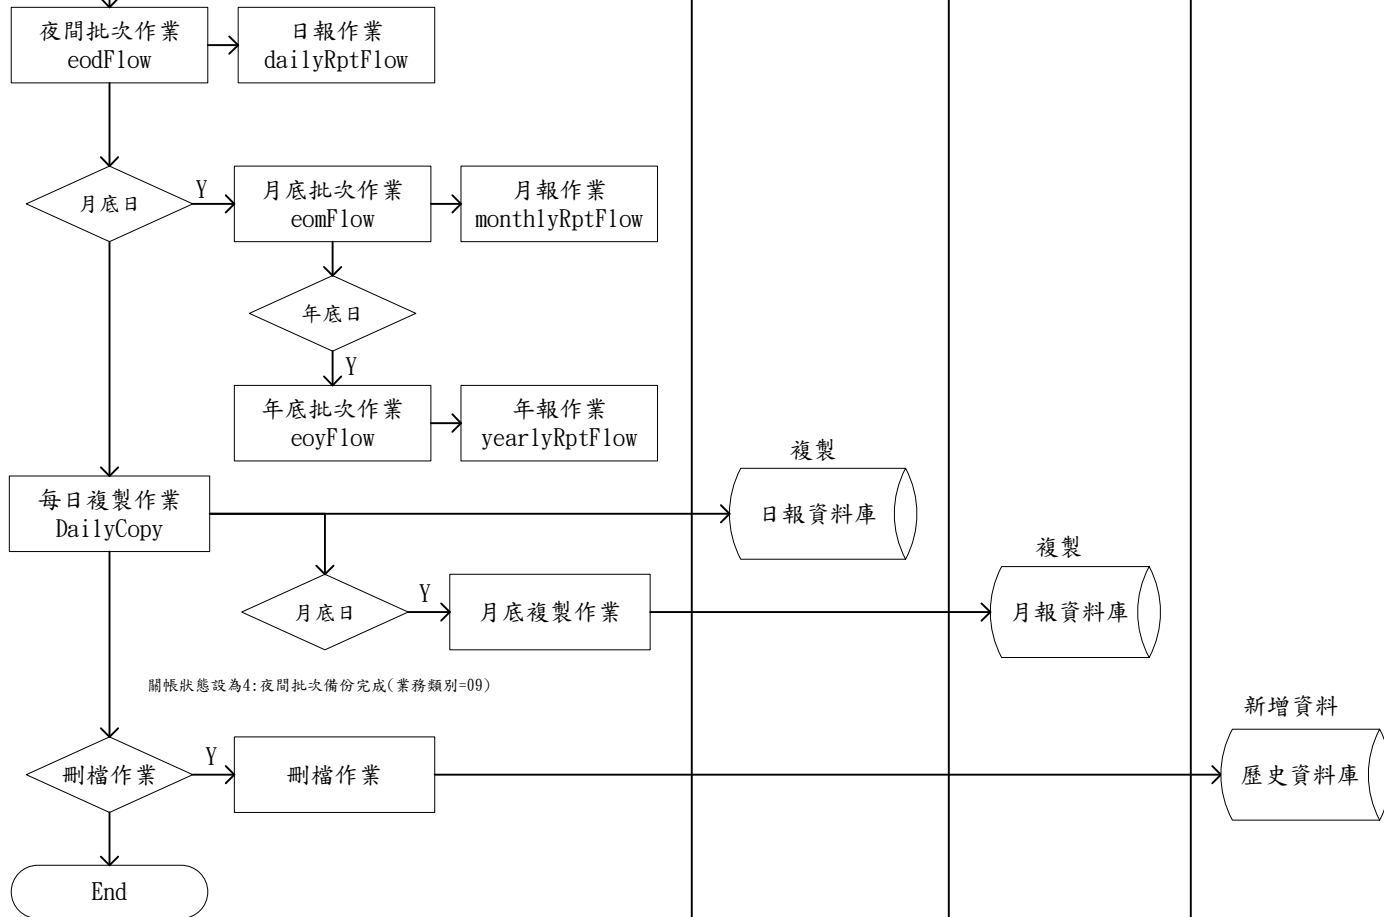 夜間批次作業
eodFlow
日報作業
dailyRptFlow
月底日
Y
月底批次作業
eomFlow
月報作業
monthlyRptFlow
年底日
Y
年底批次作業
eoyFlow
年報作業
yearlyRptFlow
每日複製作業
DailyCopy
複製
日報資料庫
月底日
Y
月底複製作業
複製
月報資料庫
關帳狀態設為4:夜間批次備份完成(業務類別=09)
刪檔作業
Y
刪檔作業
新增資料
歷史資料庫
End